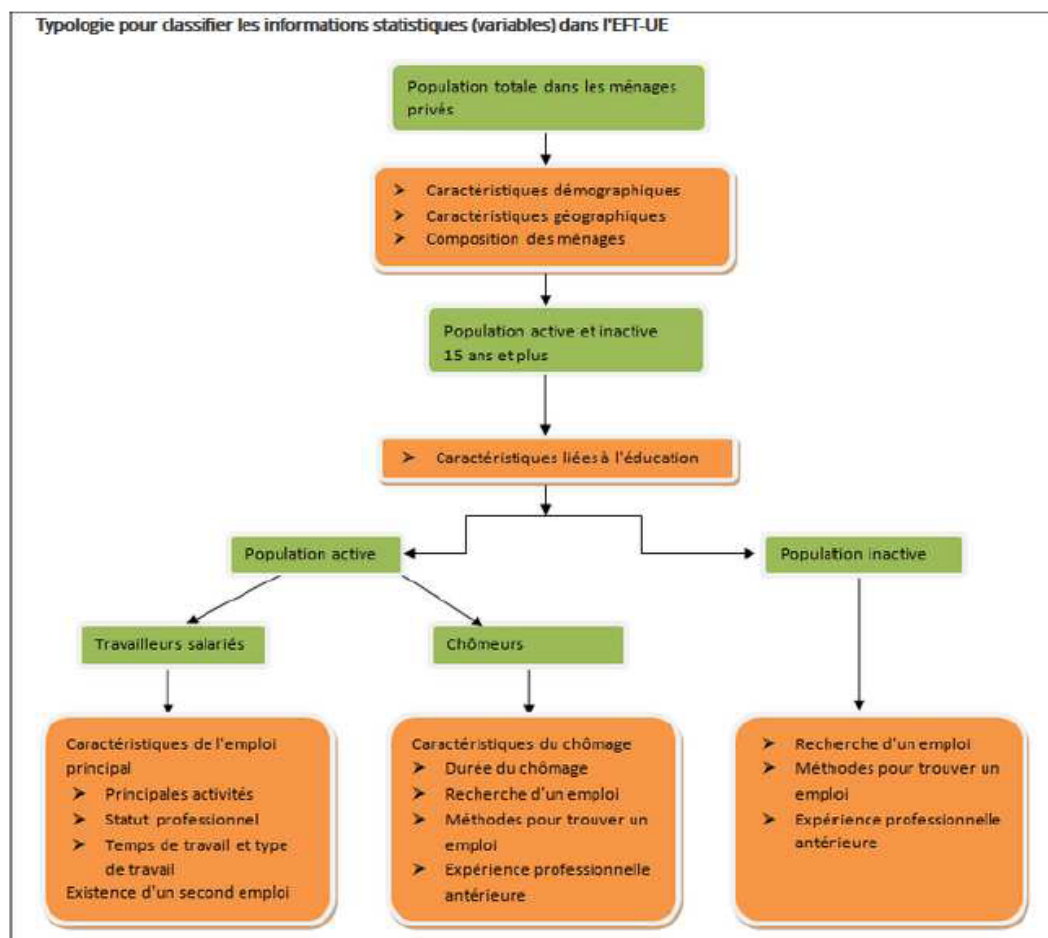 Typologie pour classifier les informations statistiques (variables) dans l'EFT-UE
Population totale dans les ménages
privés
➤ Caractéristiques démographiques
➤ Caractéristiques géographiques
➤ Composition des ménages
Population active et inactive
15 ans et plus
➤ Caractéristiques liées à l'éducation
Population active
Population inactive
Travailleurs salariés
Chômeurs
Caractéristiques de l'emploi
principal
➤ Principales activités
➤ Statut professionnel
➤ Temps de travail et type
de travail
Existence d'un second emploi
Caractéristiques du chômage
➤ Durée du chômage
➤ Recherche d'un emploi
➤ Méthodes pour trouver un
emploi
➤ Expérience professionnelle
antérieure
➤ Recherche d'un emploi
➤ Méthodes pour trouver un
emploi
➤ Expérience professionnelle
antérieure